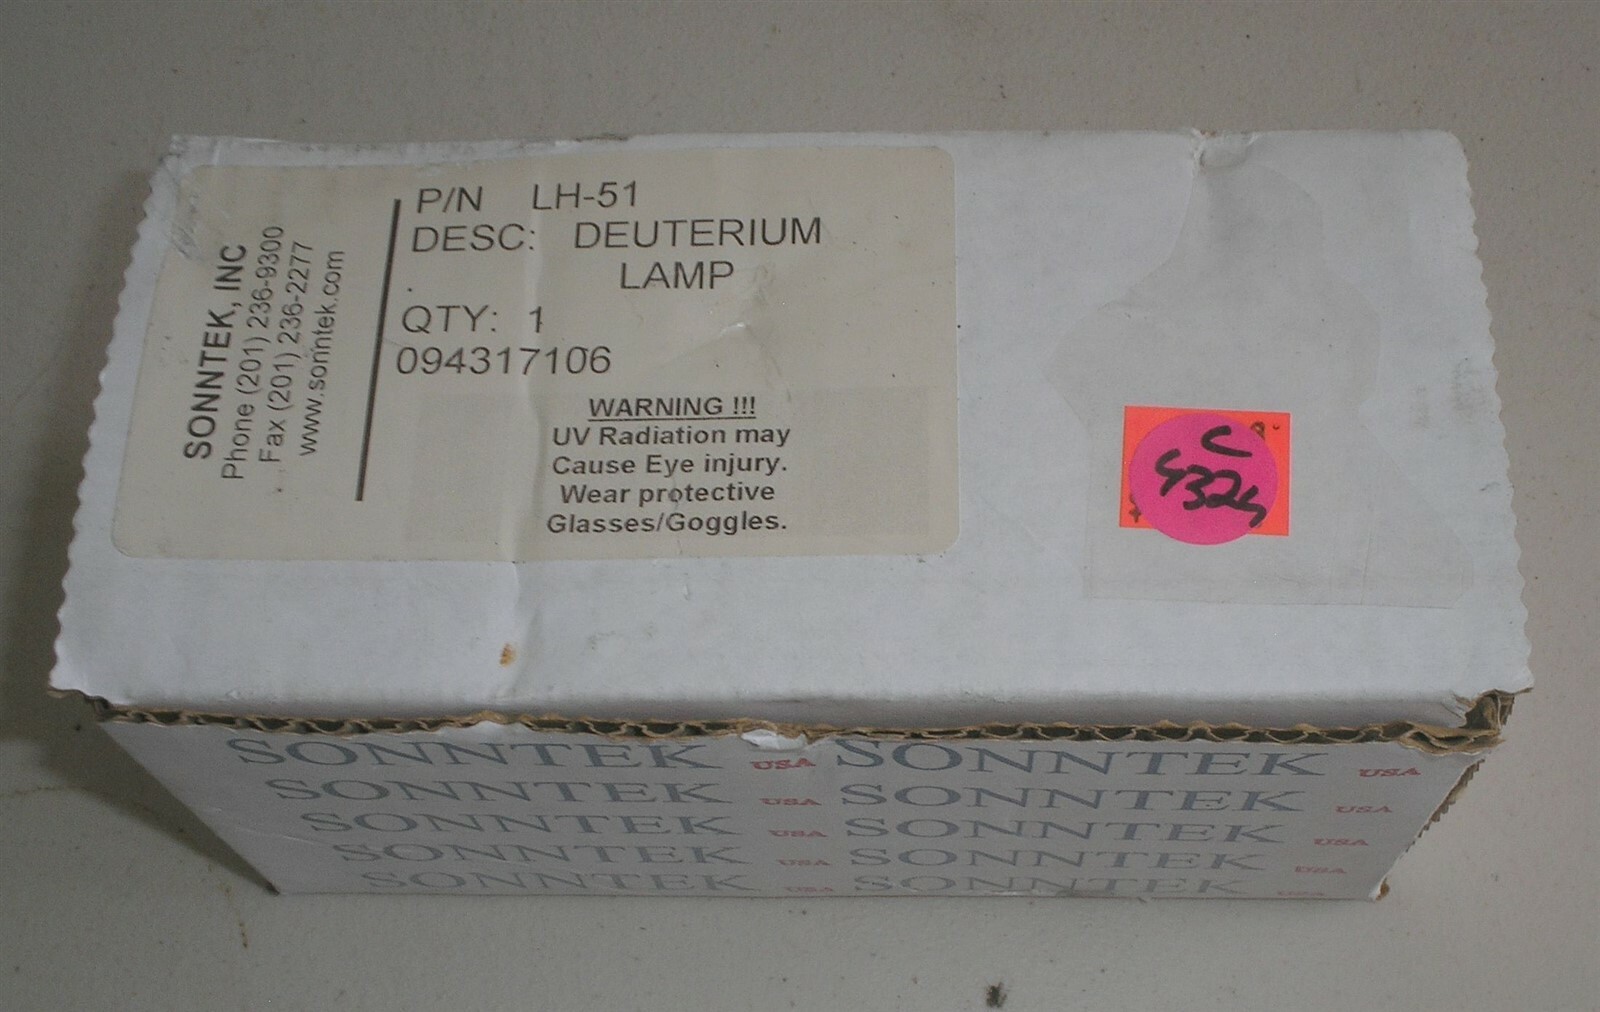 SONNTEK, INC
Phone (201) 236-9300
Fax (201) 236-2277
www.sonntek.com
P/N LH-51
DESC: DEUTERIUM
LAMP
QTY: 1
094317106
WARNING !!!
UV Radiation may
Cause Eye injury.
Wear protective
Glasses/Goggles.
C
SONNTEK USA SONNTEK USA
SONNTEK USA SONNTEK USA
SONNTEK USA SONNTEK USA
SONNTEK USA SONNTEK USA
SONNTEK USA SONNTEK USA